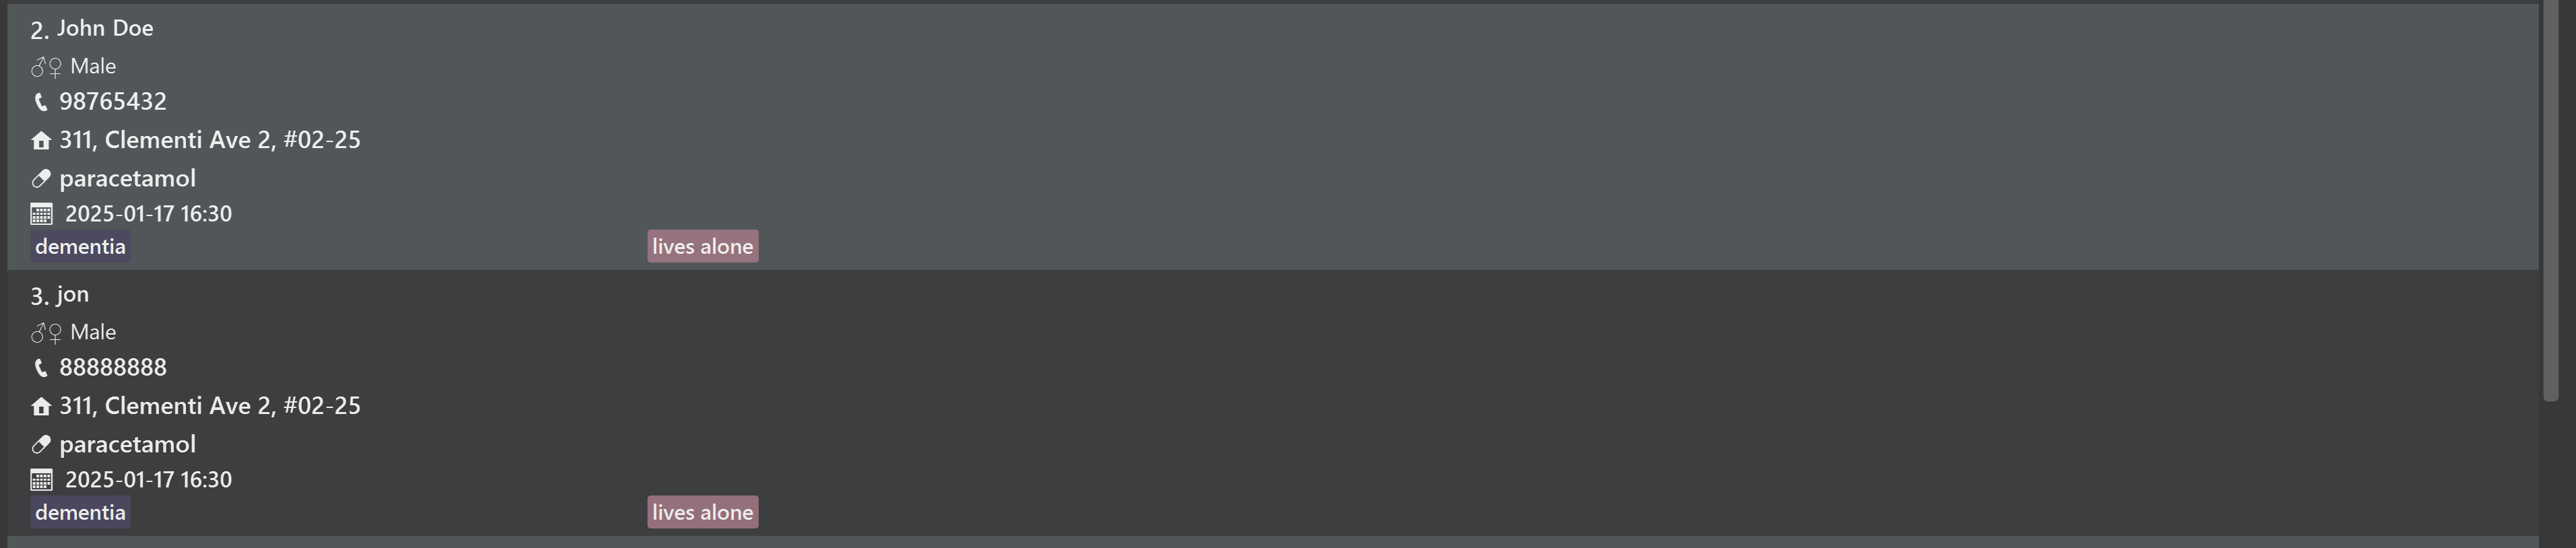 2. John Doe
♂♀ Male
98765432
311, Clementi Ave 2, #02-25
paracetamol
2025-01-17 16:30
dementia lives alone
3. jon
♂♀ Male
88888888
311, Clementi Ave 2, #02-25
paracetamol
2025-01-17 16:30
dementia lives alone